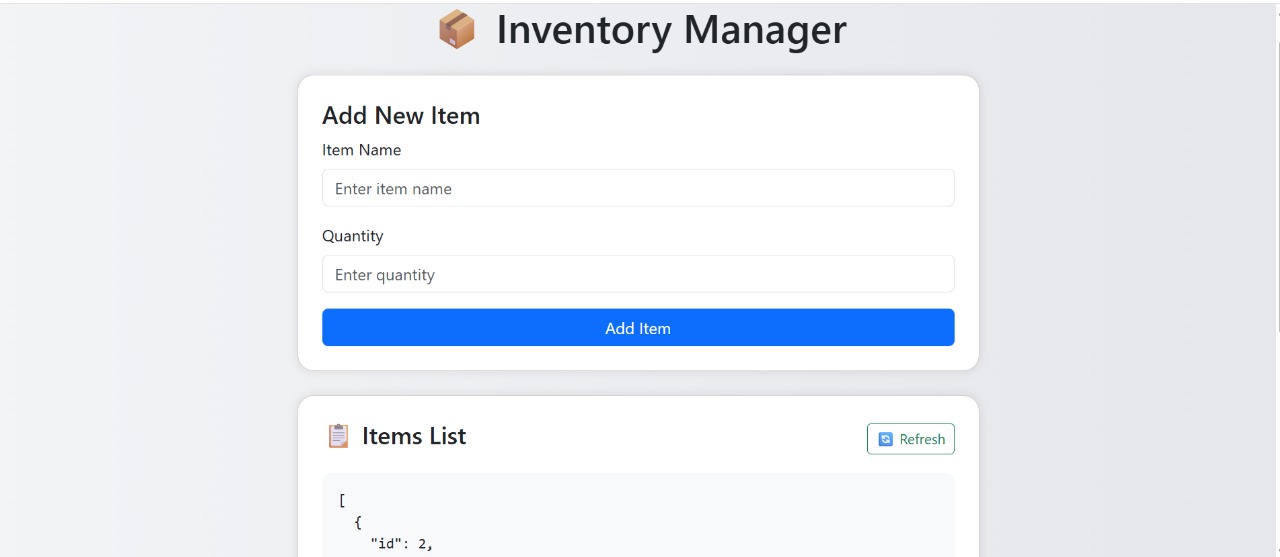 Inventory Manager
Add New Item
Item Name
Enter item name
Quantity
Enter quantity
Add Item
Items List
Refresh
[
{
"id": 2,